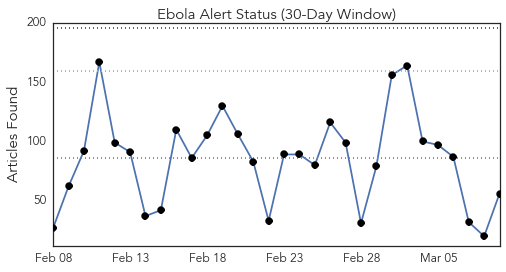 Ebola Alert Status (30-Day Window)
Articles Found
200
150
100
50
Feb 08 Feb 13 Feb 18 Feb 23 Feb 28 Mar 05